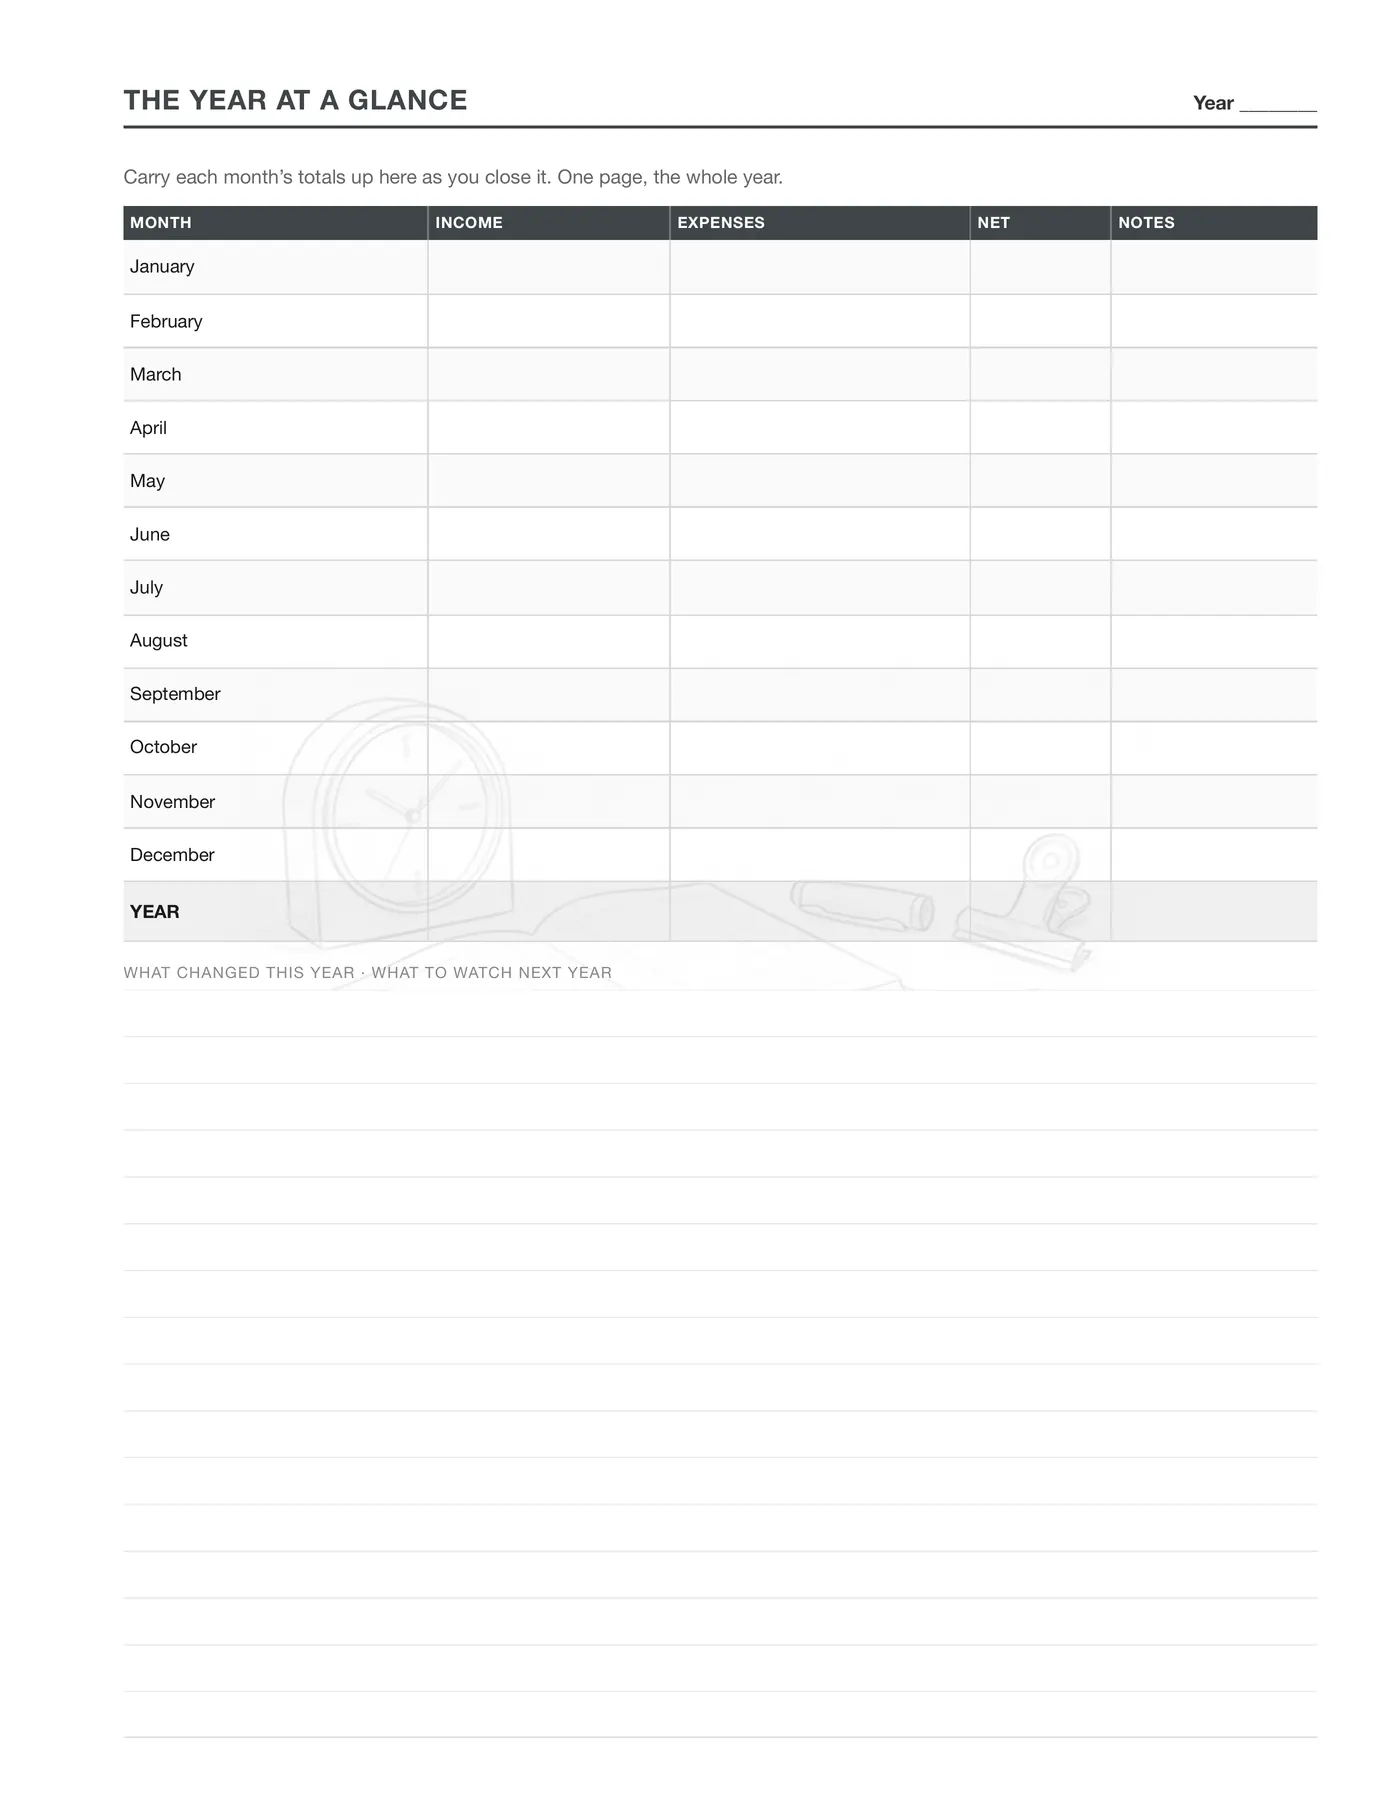 THE YEAR AT A GLANCE
Year _______
Carry each month’s totals up here as you close it. One page, the whole year.
MONTH INCOME EXPENSES NET NOTES
January
February
March
April
May
June
July
August
September
October
November
December
YEAR
WHAT CHANGED THIS YEAR · WHAT TO WATCH NEXT YEAR